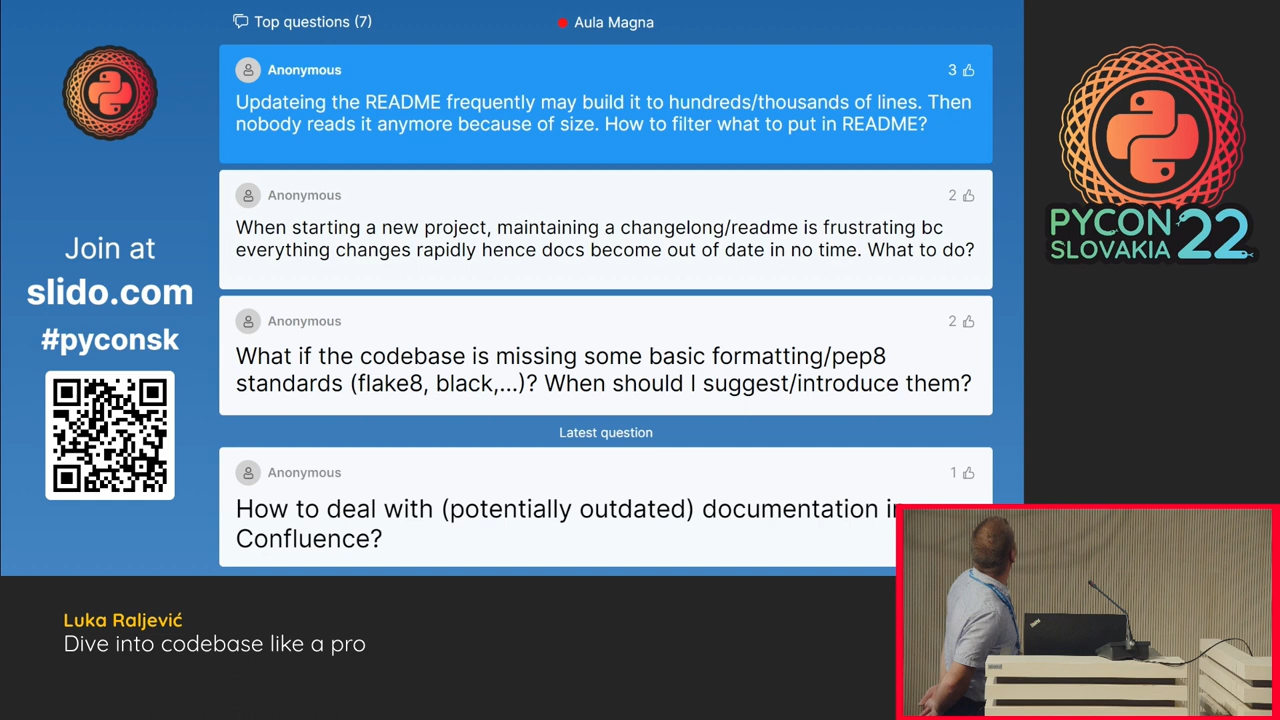 Top questions (7)
Aula Magna
Anonymous
3
Updateing the README frequently may build it to hundreds/thousands of lines. Then
nobody reads it anymore because of size. How to filter what to put in README?
Anonymous
2
When starting a new project, maintaining a changelong/readme is frustrating bc
everything changes rapidly hence docs become out of date in no time. What to do?
Anonymous
2
What if the codebase is missing some basic formatting/pep8
standards (flake8, black,...)? When should I suggest/introduce them?
Latest question
Anonymous
1
How to deal with (potentially outdated) documentation in
Confluence?
Join at
slido.com
#pyconsk
PYCON
SLOVAKIA
22
Luka Raljević
Dive into codebase like a pro